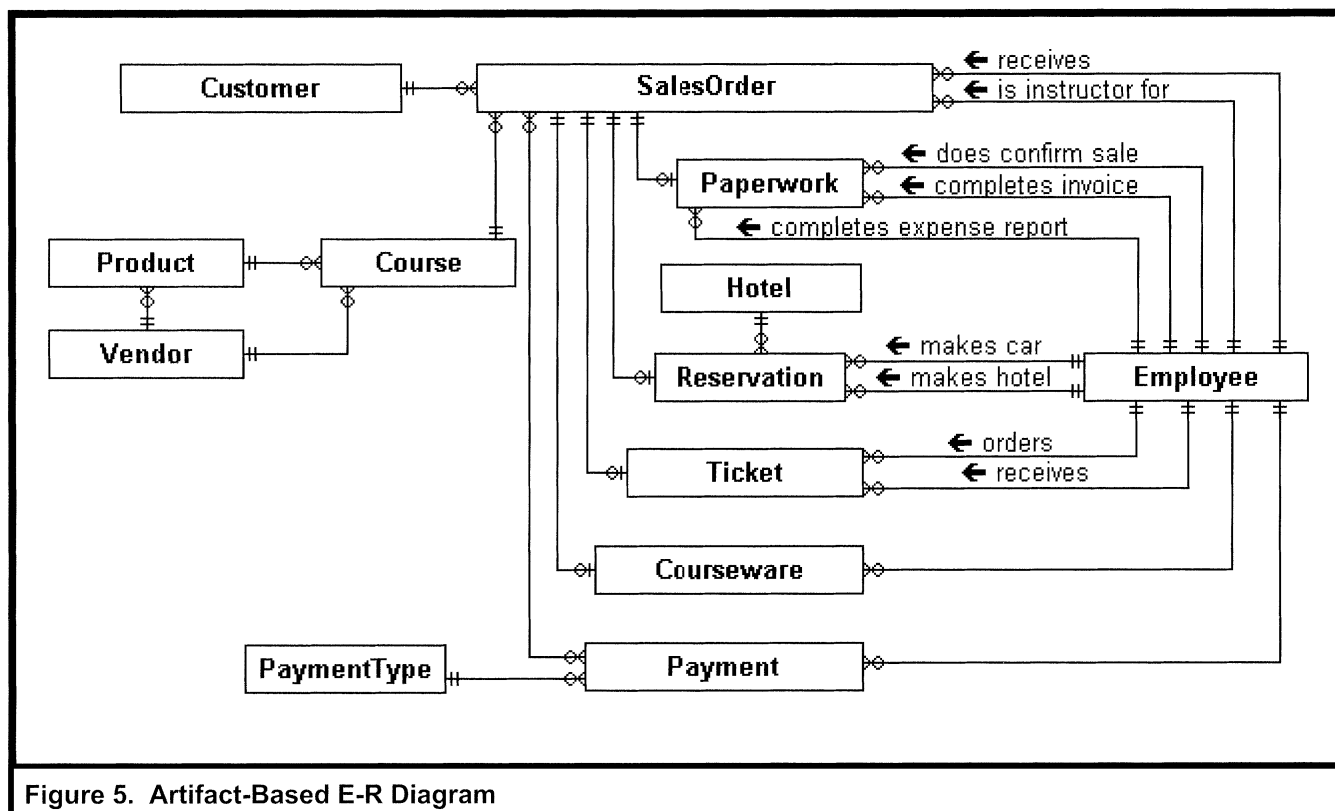 Customer
SalesOrder
← receives
← is instructor for
← does confirm sale
Paperwork
← completes invoice
← completes expense report
Product
Course
Hotel
Vendor
← makes car
Reservation
← makes hotel
Employee
← orders
Ticket
← receives
Courseware
PaymentType
Payment
Figure 5. Artifact-Based E-R Diagram